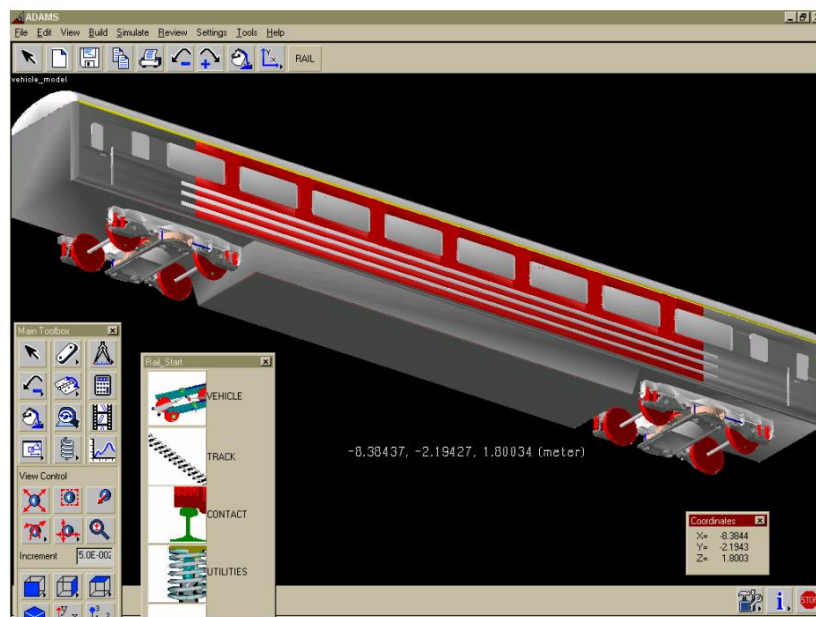 ADAMS
File Edit View Build Simulate Review Settings Tools Help
RAIL
vehicle_model
Main Toolbox
Rail_Start
VEHICLE
TRACK
-8.38437, -2.19427, 1.80034 (meter)
View Control
CONTACT
Coordinates
X= -8.3844
Y= -2.1943
Z= 1.8003
Increment 5.0E-002
UTILITIES
STOP